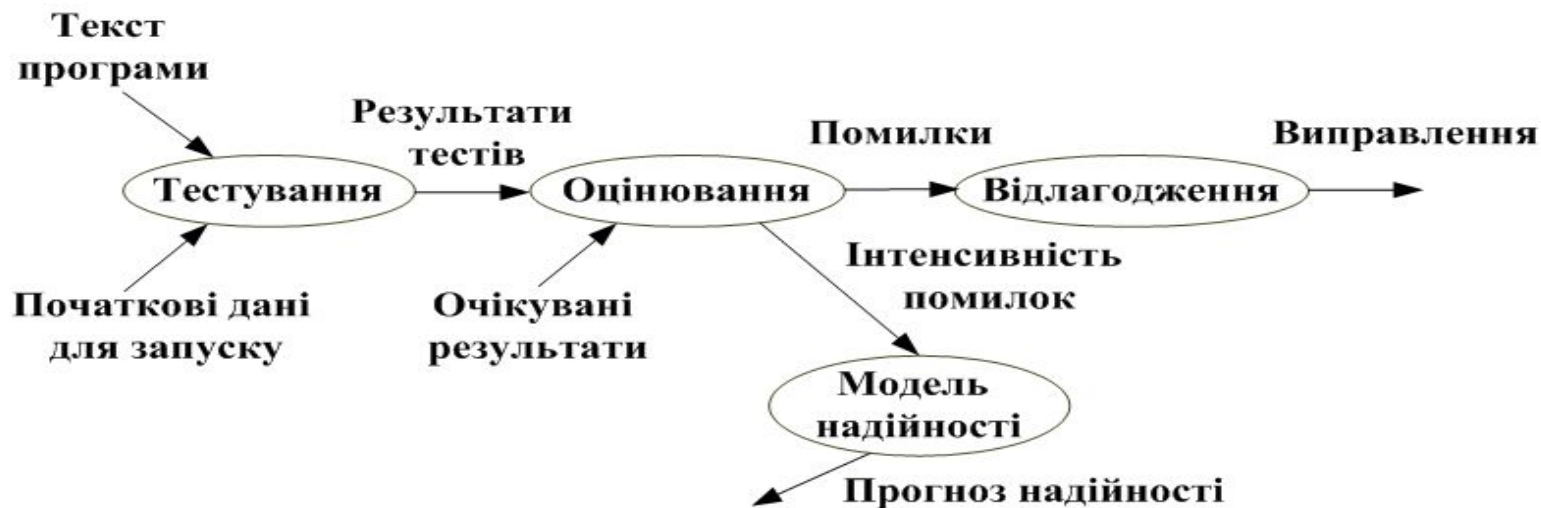 Текст
програми
Результати
тестів
Помилки
Виправлення
Тестування
Оцінювання
Відлагодження
Початкові дані
для запуску
Очікувані
результати
Інтенсивність
помилок
Модель
надійності
Прогноз надійності